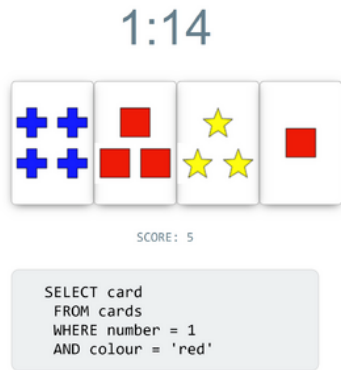 1:14
SCORE: 5
SELECT card
FROM cards
WHERE number = 1
AND colour = 'red'